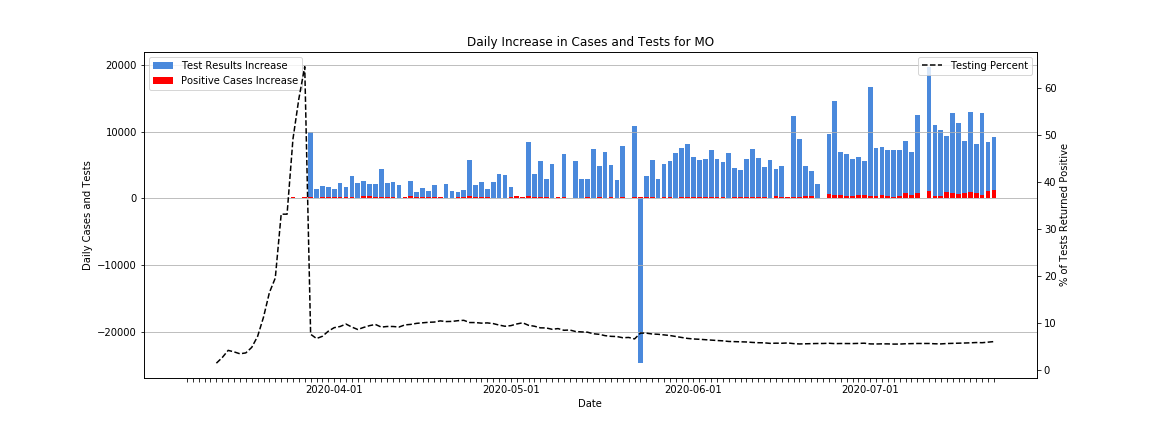 Daily Increase in Cases and Tests for MO
Test Results Increase
Positive Cases Increase
Testing Percent
20000
10000
0
−10000
−20000
Daily Cases and Tests
60
50
40
30
20
10
0
% of Tests Returned Positive
2020-04-01
2020-05-01
2020-06-01
2020-07-01
Date